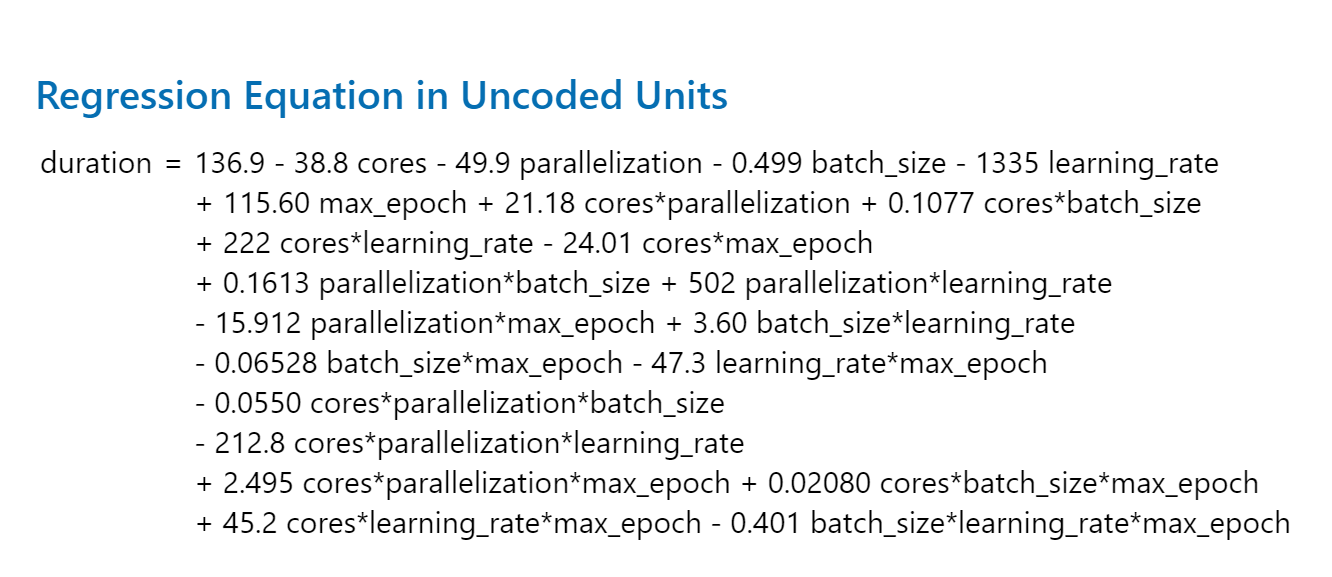 Regression Equation in Uncoded Units
duration = 136.9 - 38.8 cores - 49.9 parallelization - 0.499 batch_size - 1335 learning_rate
+ 115.60 max_epoch + 21.18 cores*parallelization + 0.1077 cores*batch_size
+ 222 cores*learning_rate - 24.01 cores*max_epoch
+ 0.1613 parallelization*batch_size + 502 parallelization*learning_rate
- 15.912 parallelization*max_epoch + 3.60 batch_size*learning_rate
- 0.06528 batch_size*max_epoch - 47.3 learning_rate*max_epoch
- 0.0550 cores*parallelization*batch_size
- 212.8 cores*parallelization*learning_rate
+ 2.495 cores*parallelization*max_epoch + 0.02080 cores*batch_size*max_epoch
+ 45.2 cores*learning_rate*max_epoch - 0.401 batch_size*learning_rate*max_epoch